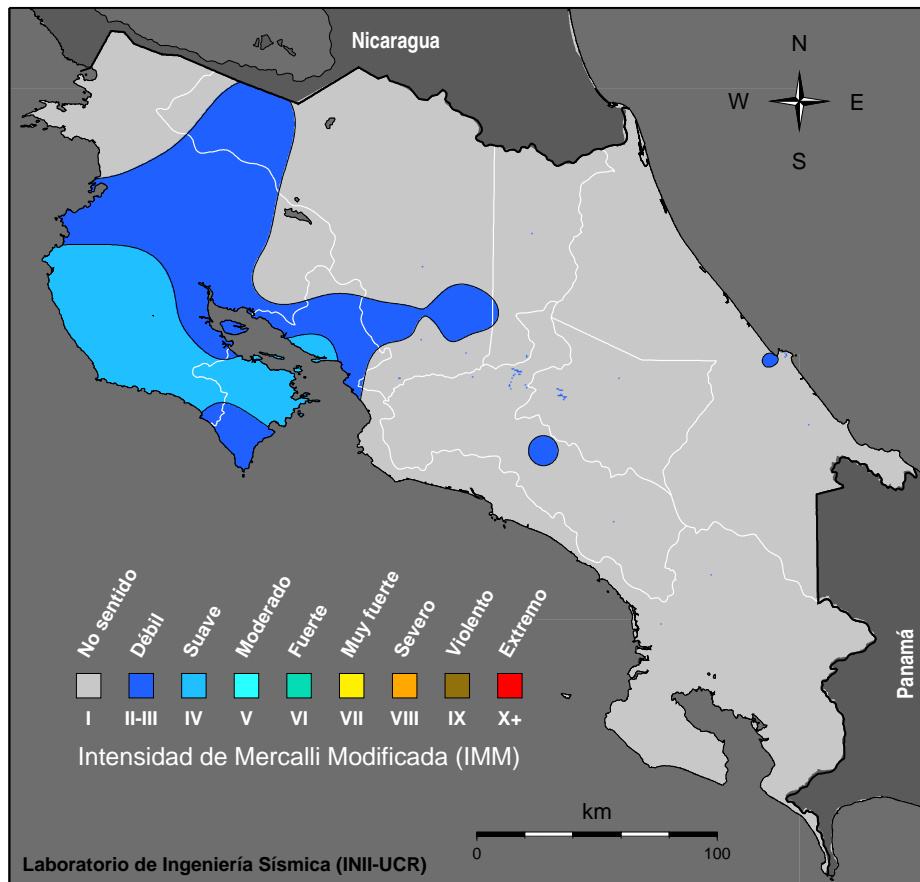 Nicaragua
N
W E
S
Panamá
No sentido
Débil
Suave
Moderado
Fuerte
Muy fuerte
Severo
Violento
Extremo
I II-III IV V VI VII VIII IX X+
Intensidad de Mercalli Modificada (IMM)
km
0 100
Laboratorio de Ingeniería Sísmica (INII-UCR)